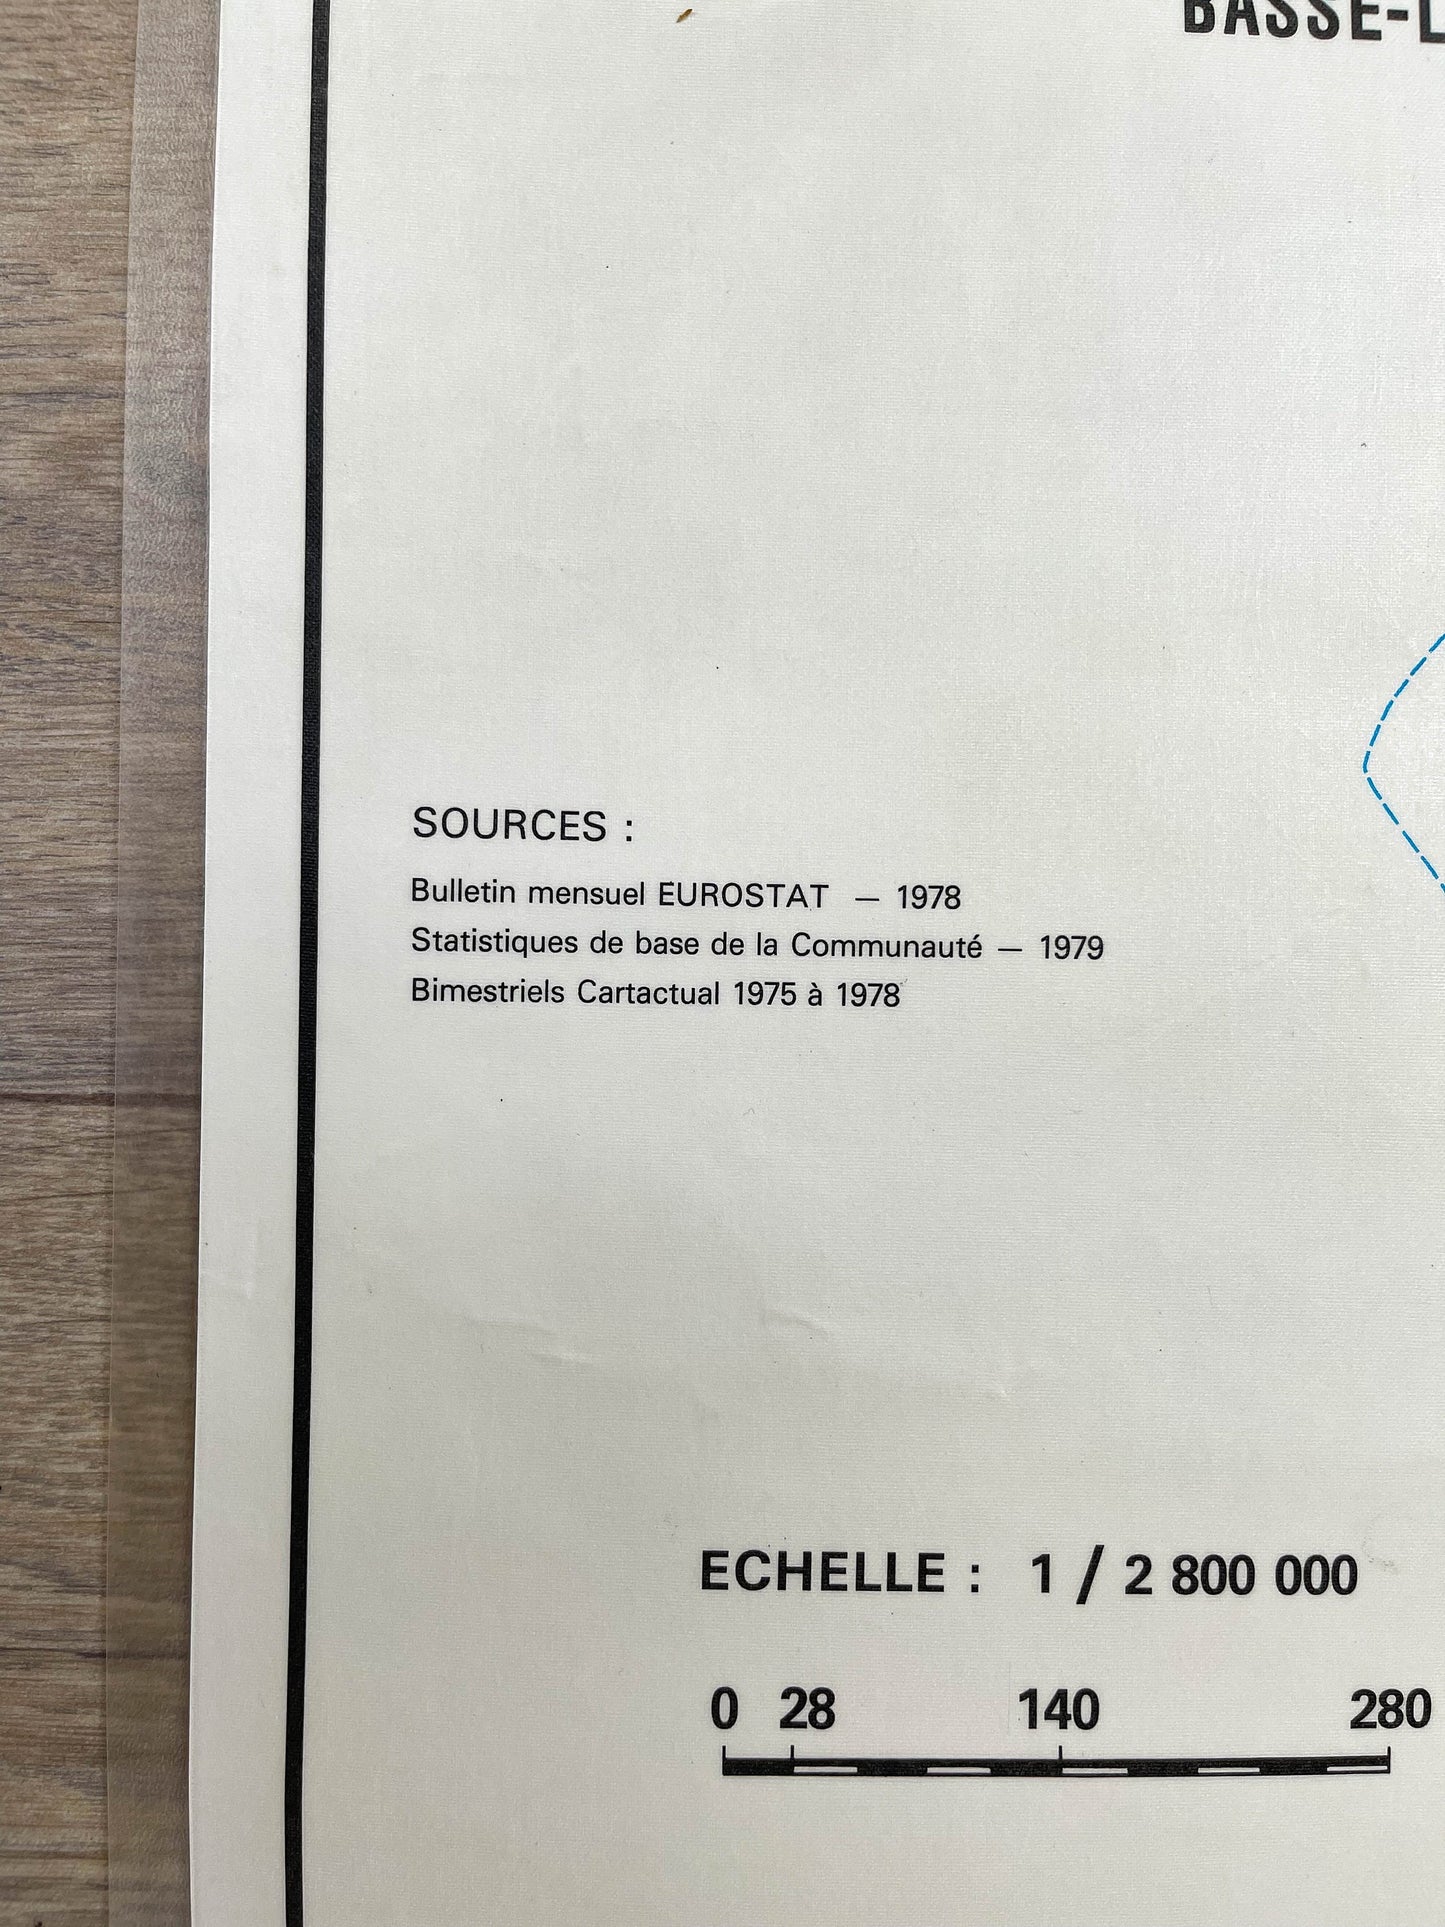 BASSE-L
SOURCES :
Bulletin mensuel EUROSTAT — 1978
Statistiques de base de la Communauté — 1979
Bimestriels Cartactual 1975 à 1978
ECHELLE : 1 / 2 800 000
0 28 140 280